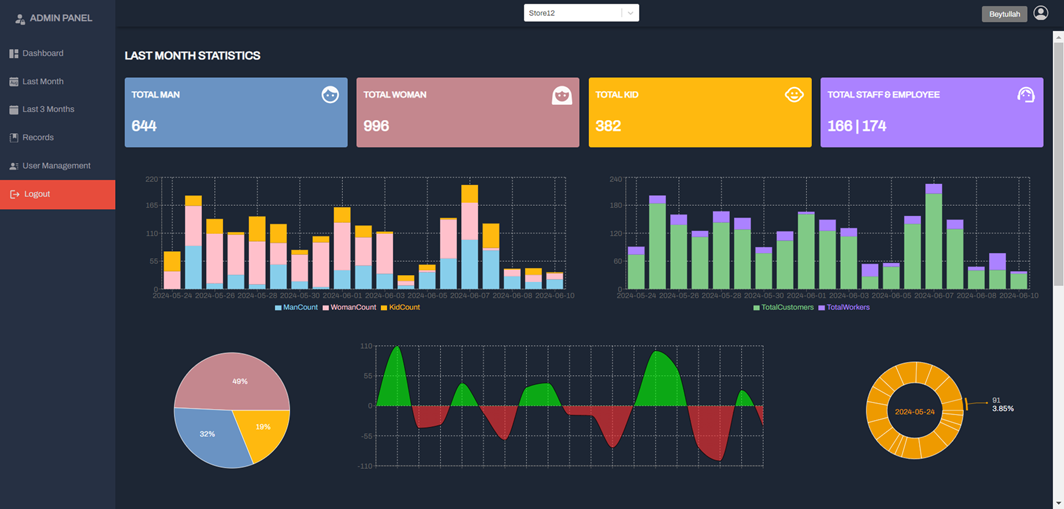 ADMIN PANEL
Store12
Beytullah
Dashboard
Last Month
Last 3 Months
Records
User Management
Logout
LAST MONTH STATISTICS
TOTAL MAN
644
TOTAL WOMAN
996
TOTAL KID
382
TOTAL STAFF & EMPLOYEE
166 | 174
220
165
110
55
0
2024-05-24 2024-05-26 2024-05-28 2024-05-30 2024-06-01 2024-06-03 2024-06-05 2024-06-07 2024-06-08 2024-06-10
ManCount WomanCount KidCount
240
180
120
60
0
2024-05-24 2024-05-26 2024-05-28 2024-05-30 2024-06-01 2024-06-03 2024-06-05 2024-06-07 2024-06-08 2024-06-10
TotalCustomers TotalWorkers
49%
32%
19%
110
55
0
-55
-110
2024-05-24
91
3.85%